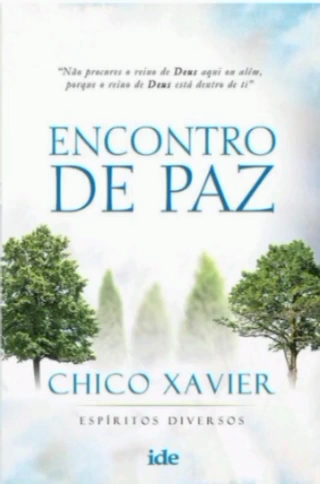 "Não procures o reino de Deus aqui ou além,
porque o reino de Deus está dentro de ti"
ENCONTRO
DE PAZ
CHICO XAVIER
ESPÍRITOS DIVERSOS
ide